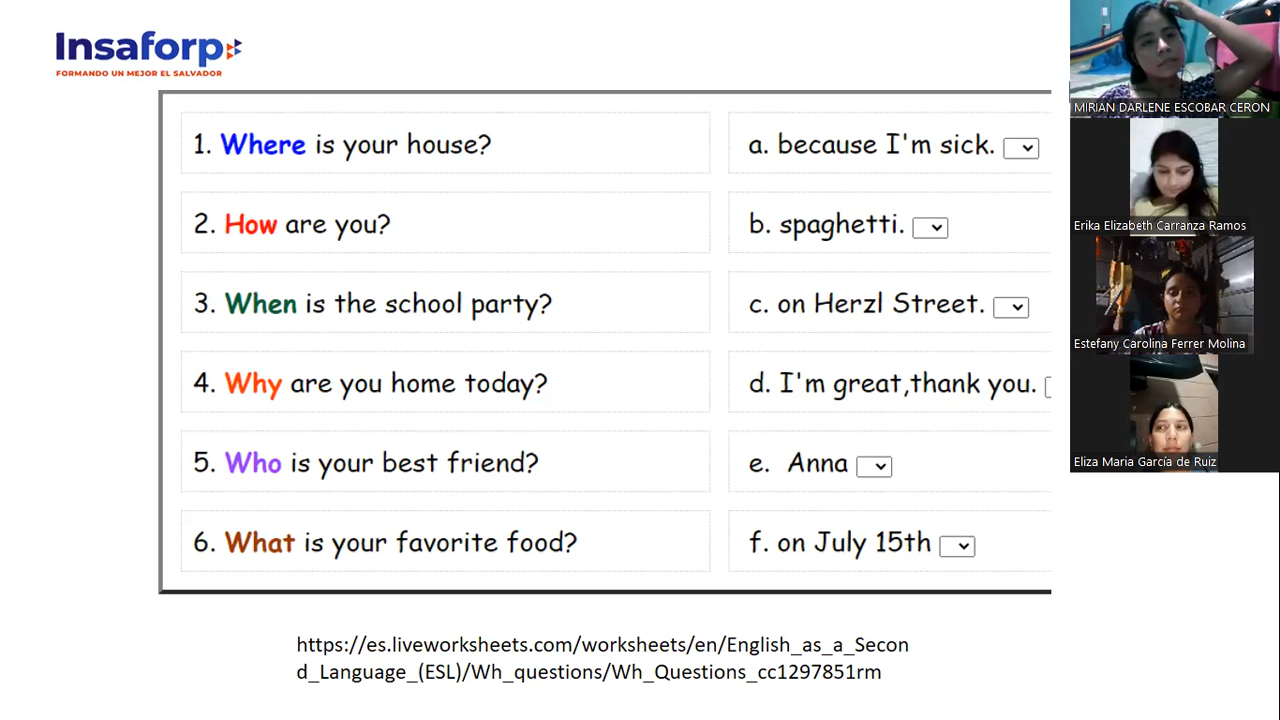 Insaforp
FORMANDO UN MEJOR EL SALVADOR
1. Where is your house?
a. because I'm sick.
2. How are you?
b. spaghetti.
3. When is the school party?
c. on Herzl Street.
4. Why are you home today?
d. I'm great,thank you.
5. Who is your best friend?
e. Anna
6. What is your favorite food?
f. on July 15th
https://es.liveworksheets.com/worksheets/en/English_as_a_Secon
d_Language_(ESL)/Wh_questions/Wh_Questions_cc1297851rm
MIRIAN DARLENE ESCOBAR CERON
Erika Elizabeth Carranza Ramos
Estefany Carolina Ferrer Molina
Eliza Maria García de Ruiz